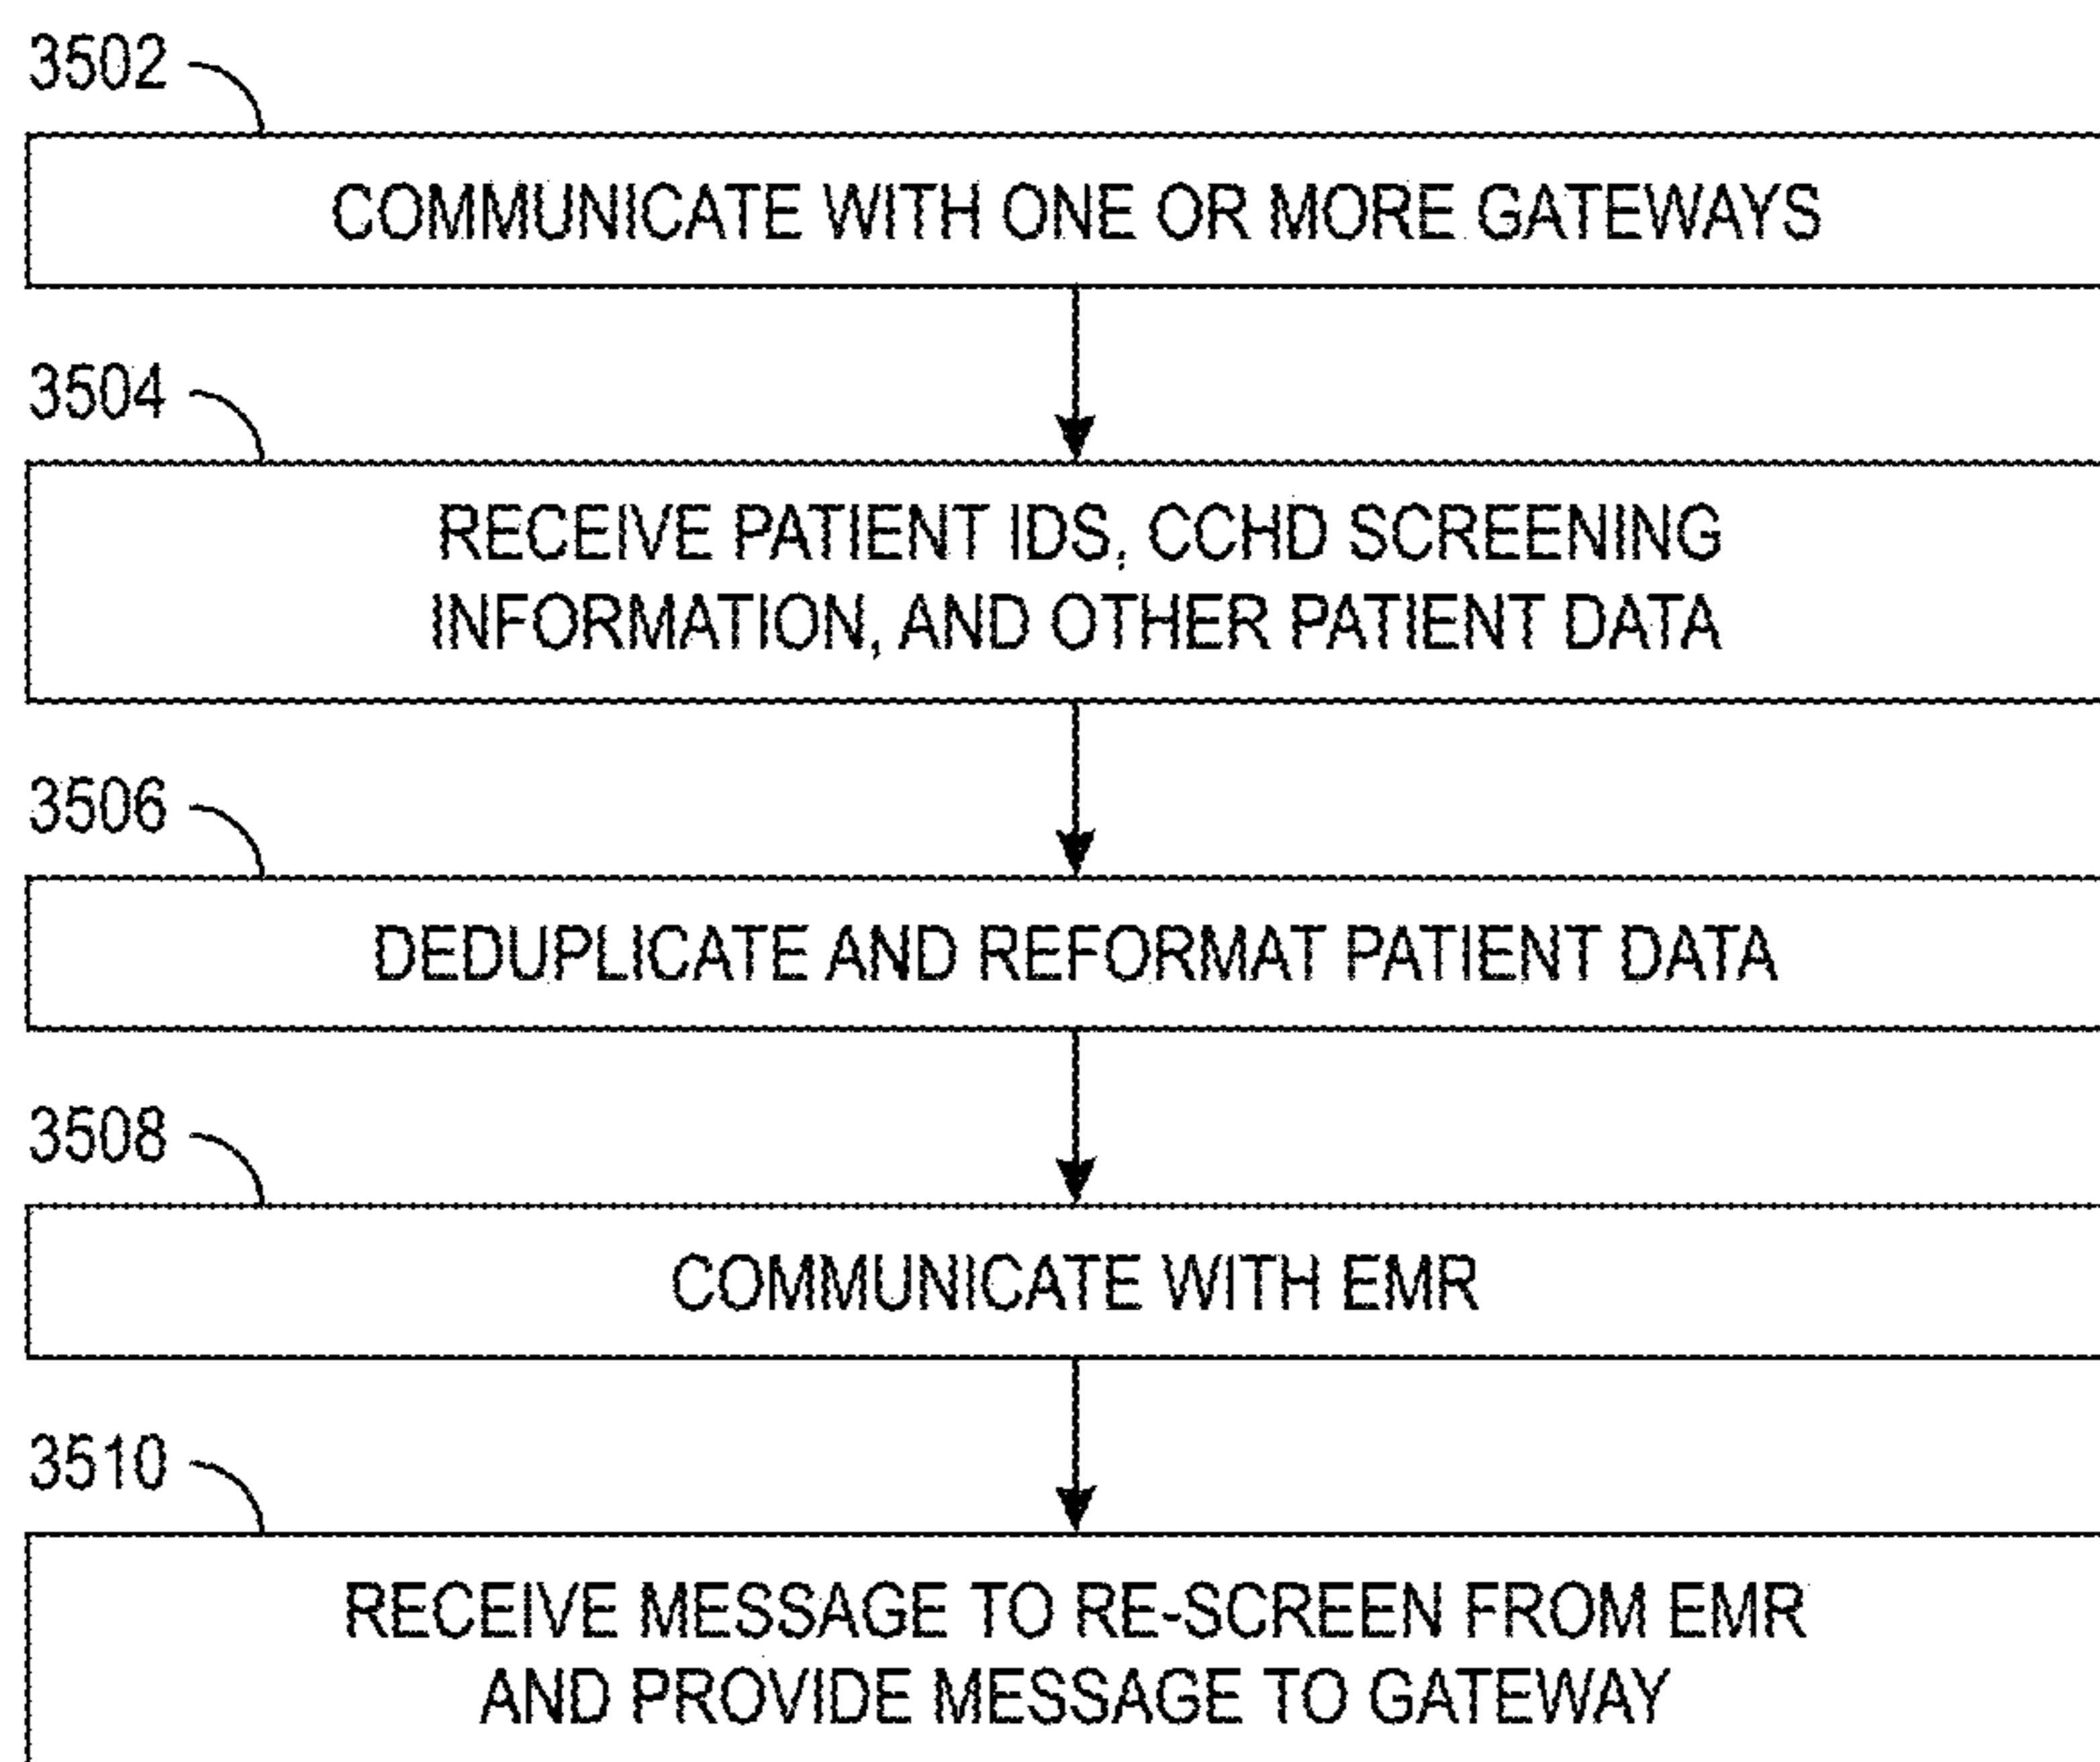 3502
COMMUNICATE WITH ONE OR MORE GATEWAYS
3504
RECEIVE PATIENT IDS, CCHD SCREENING
INFORMATION, AND OTHER PATIENT DATA
3506
DEDUPLICATE AND REFORMAT PATIENT DATA
3508
COMMUNICATE WITH EMR
3510
RECEIVE MESSAGE TO RE-SCREEN FROM EMR
AND PROVIDE MESSAGE TO GATEWAY